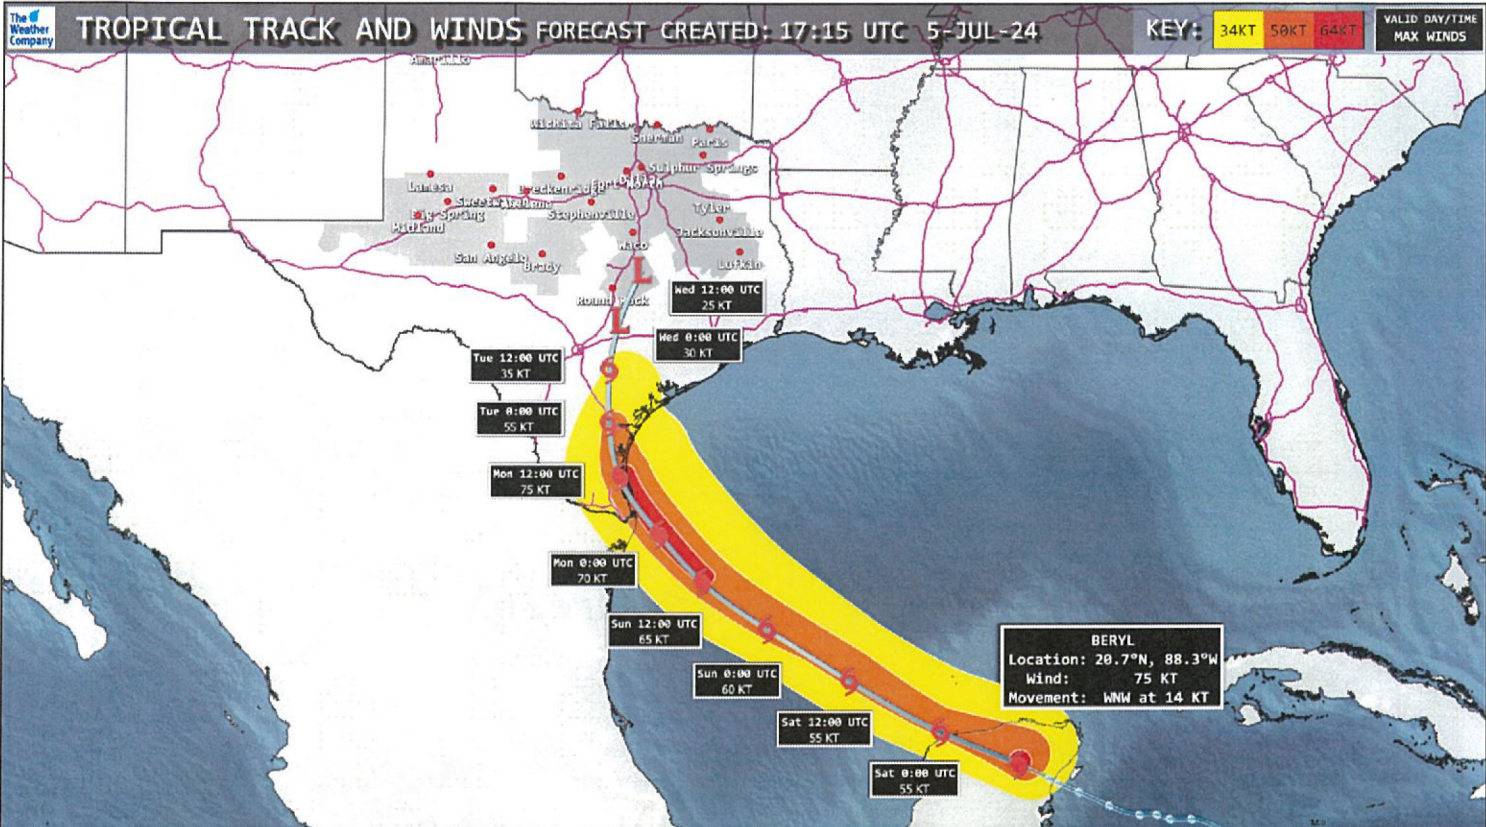 The
Weather
Company
TROPICAL TRACK AND WINDS FORECAST CREATED: 17:15 UTC 5-JUL-24
KEY: 34KT 50KT 64KT
VALID DAY/TIME
MAX WINDS
Amarillo
Wichita Falls
Sherman
Paris
Sulphur Springs
Dallas
Fort Worth
Breckenridge
Lamesa
Big Spring
Stephenville
Midland
Tyler
Jacksonville
Waco
San Angelo
Brady
Lufkin
L
Round Rock
L
Wed 12:00 UTC
25 KT
Wed 0:00 UTC
30 KT
Tue 12:00 UTC
35 KT
Tue 0:00 UTC
55 KT
Mon 12:00 UTC
75 KT
Mon 0:00 UTC
70 KT
Sun 12:00 UTC
65 KT
Sun 0:00 UTC
60 KT
Sat 12:00 UTC
55 KT
Sat 0:00 UTC
55 KT
BERYL
Location: 20.7°N, 88.3°W
Wind: 75 KT
Movement: WNW at 14 KT